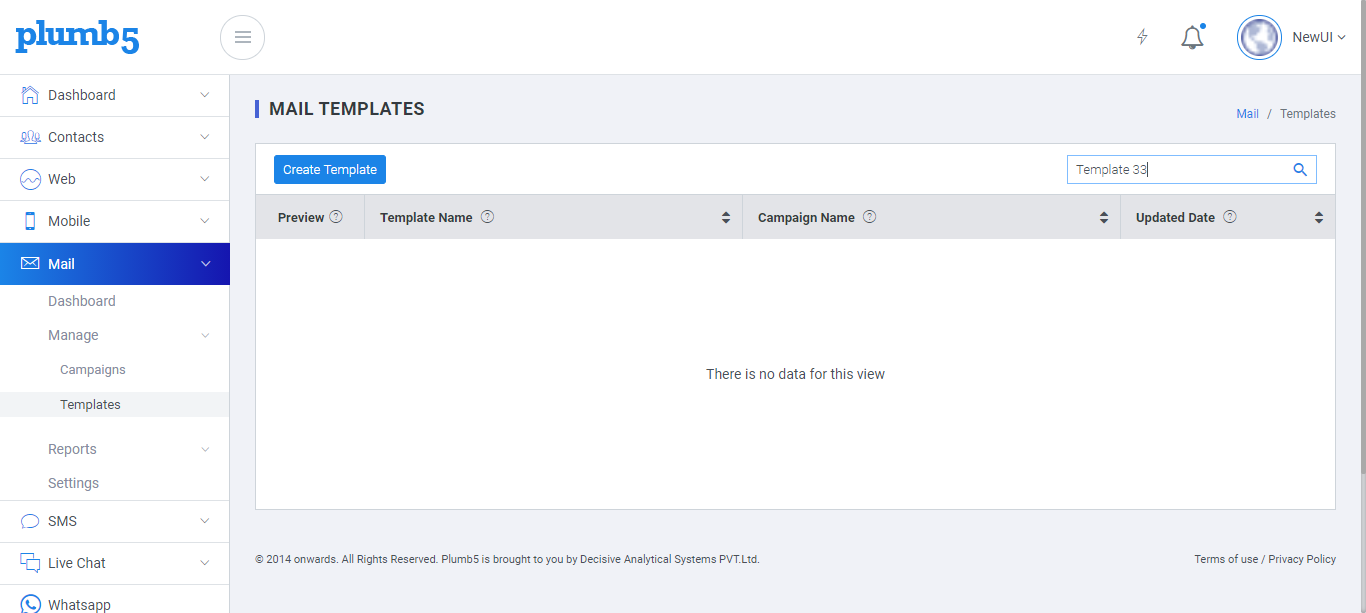 plumb5
NewUI
Dashboard
Contacts
Web
Mobile
Mail
Dashboard
Manage
Campaigns
Templates
Reports
Settings
SMS
Live Chat
Whatsapp
MAIL TEMPLATES
Mail / Templates
Create Template
Template 33
Preview ? Template Name ? Campaign Name ? Updated Date ?
There is no data for this view
© 2014 onwards. All Rights Reserved. Plumb5 is brought to you by Decisive Analytical Systems PVT.Ltd.
Terms of use / Privacy Policy